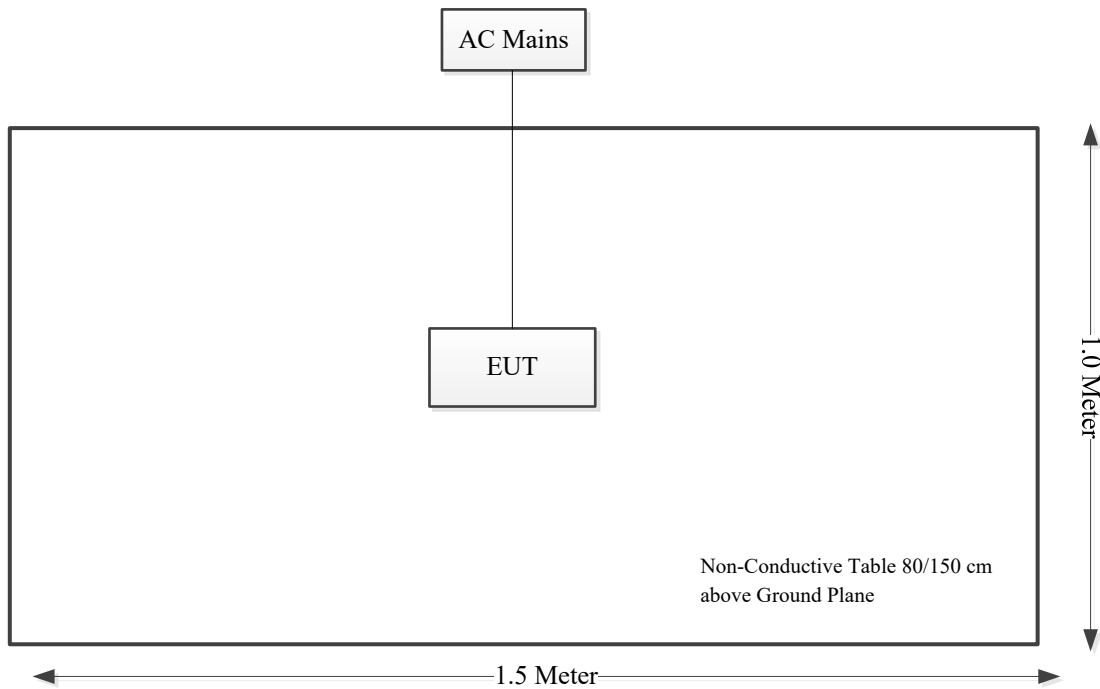 AC Mains
EUT
1.0 Meter
Non-Conductive Table 80/150 cm
above Ground Plane
1.5 Meter